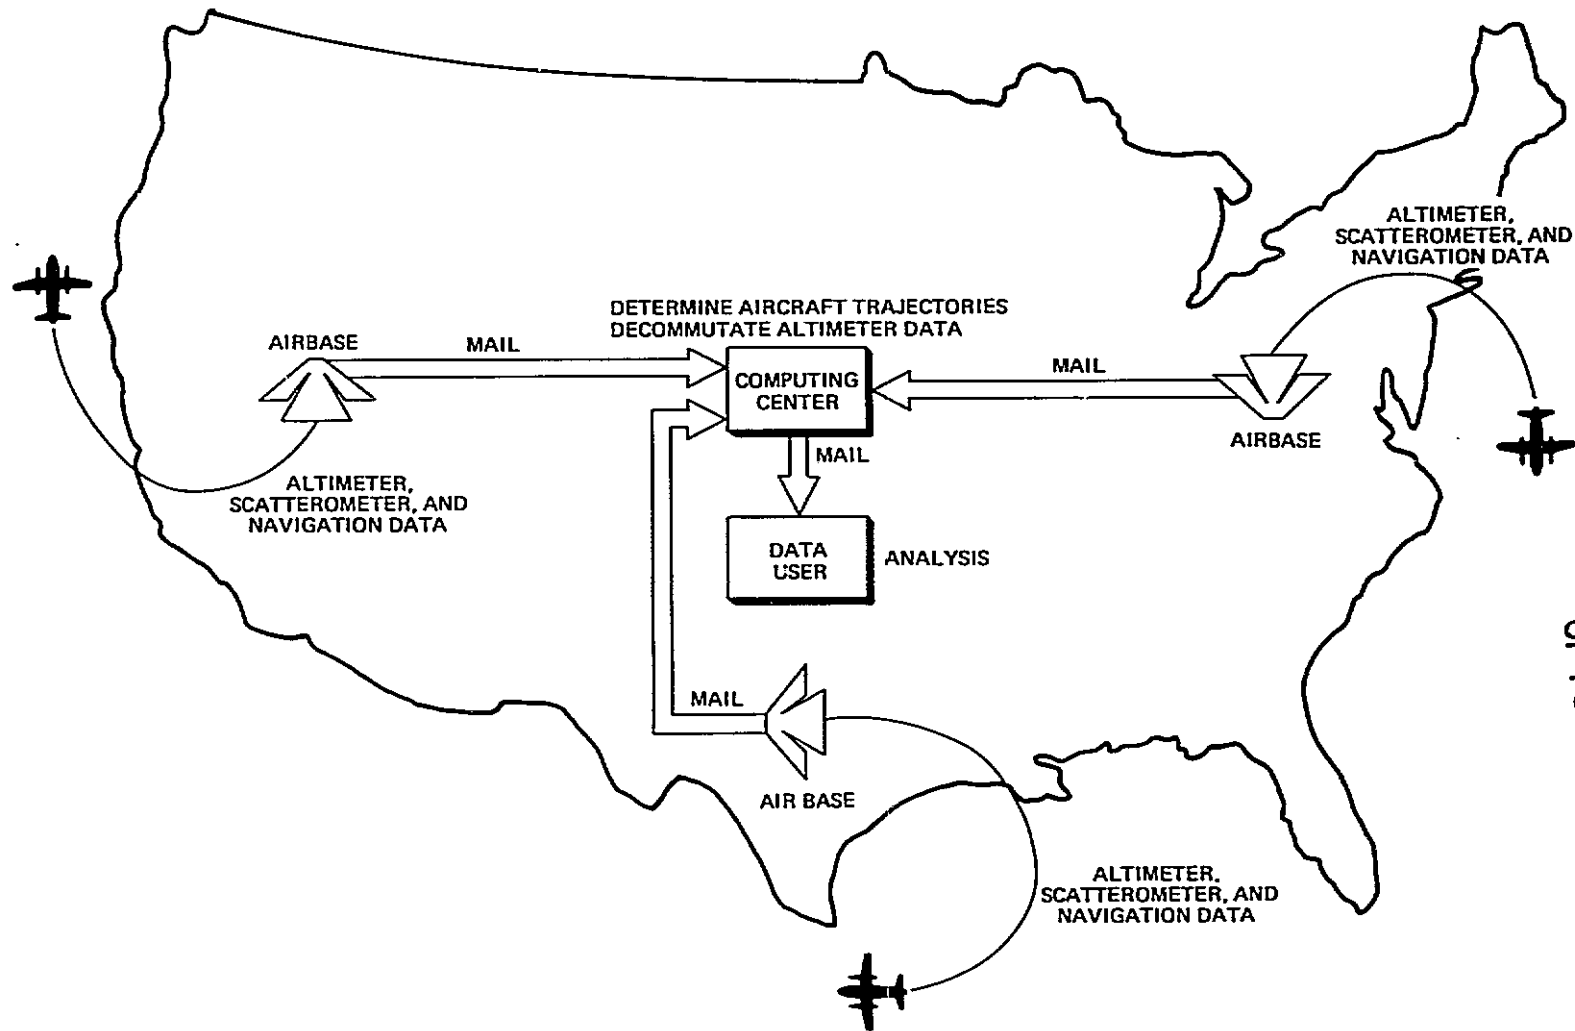 ALTIMETER,
SCATTEROMETER, AND
NAVIGATION DATA
DETERMINE AIRCRAFT TRAJECTORIES
DECOMMUTATE ALTIMETER DATA
AIRBASE
MAIL
COMPUTING
CENTER
MAIL
AIRBASE
MAIL
ALTIMETER,
SCATTEROMETER, AND
NAVIGATION DATA
DATA
USER
ANALYSIS
MAIL
AIR BASE
ALTIMETER,
SCATTEROMETER, AND
NAVIGATION DATA